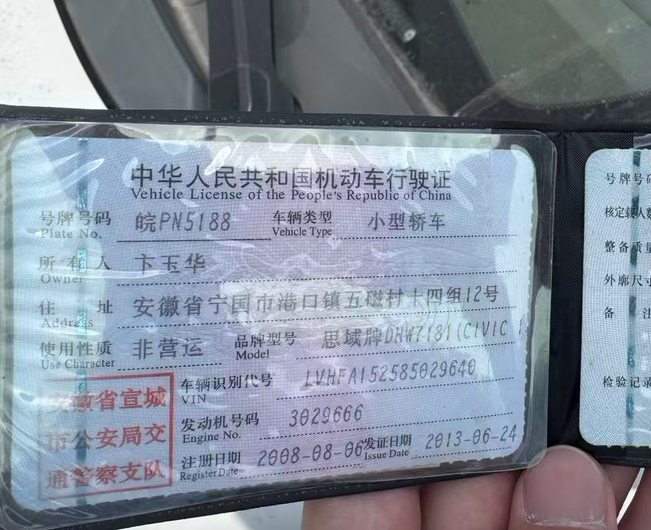 中华人民共和国机动车行驶证
Vehicle License of the People's Republic of China
号牌号码 皖PN5188 车辆类型 小型轿车
Plate No. Vehicle Type
所有人 卞玉华
Owner
住址 安徽省宁国市港口镇五磁村十四组12号
Address
使用性质 非营运 品牌型号 思域牌DHW7181(CIVIC
Use Character Model
车辆识别代号 LVHFA152585029640
VIN
发动机号码 3029666
Engine No.
注册日期 2008-08-06 发证日期 2013-06-24
Register Date Issue Date
安徽省宣城
市公安局交
通警察支队
号牌号
核定载人数
整备质量
外廓尺寸
备 注
检验记录